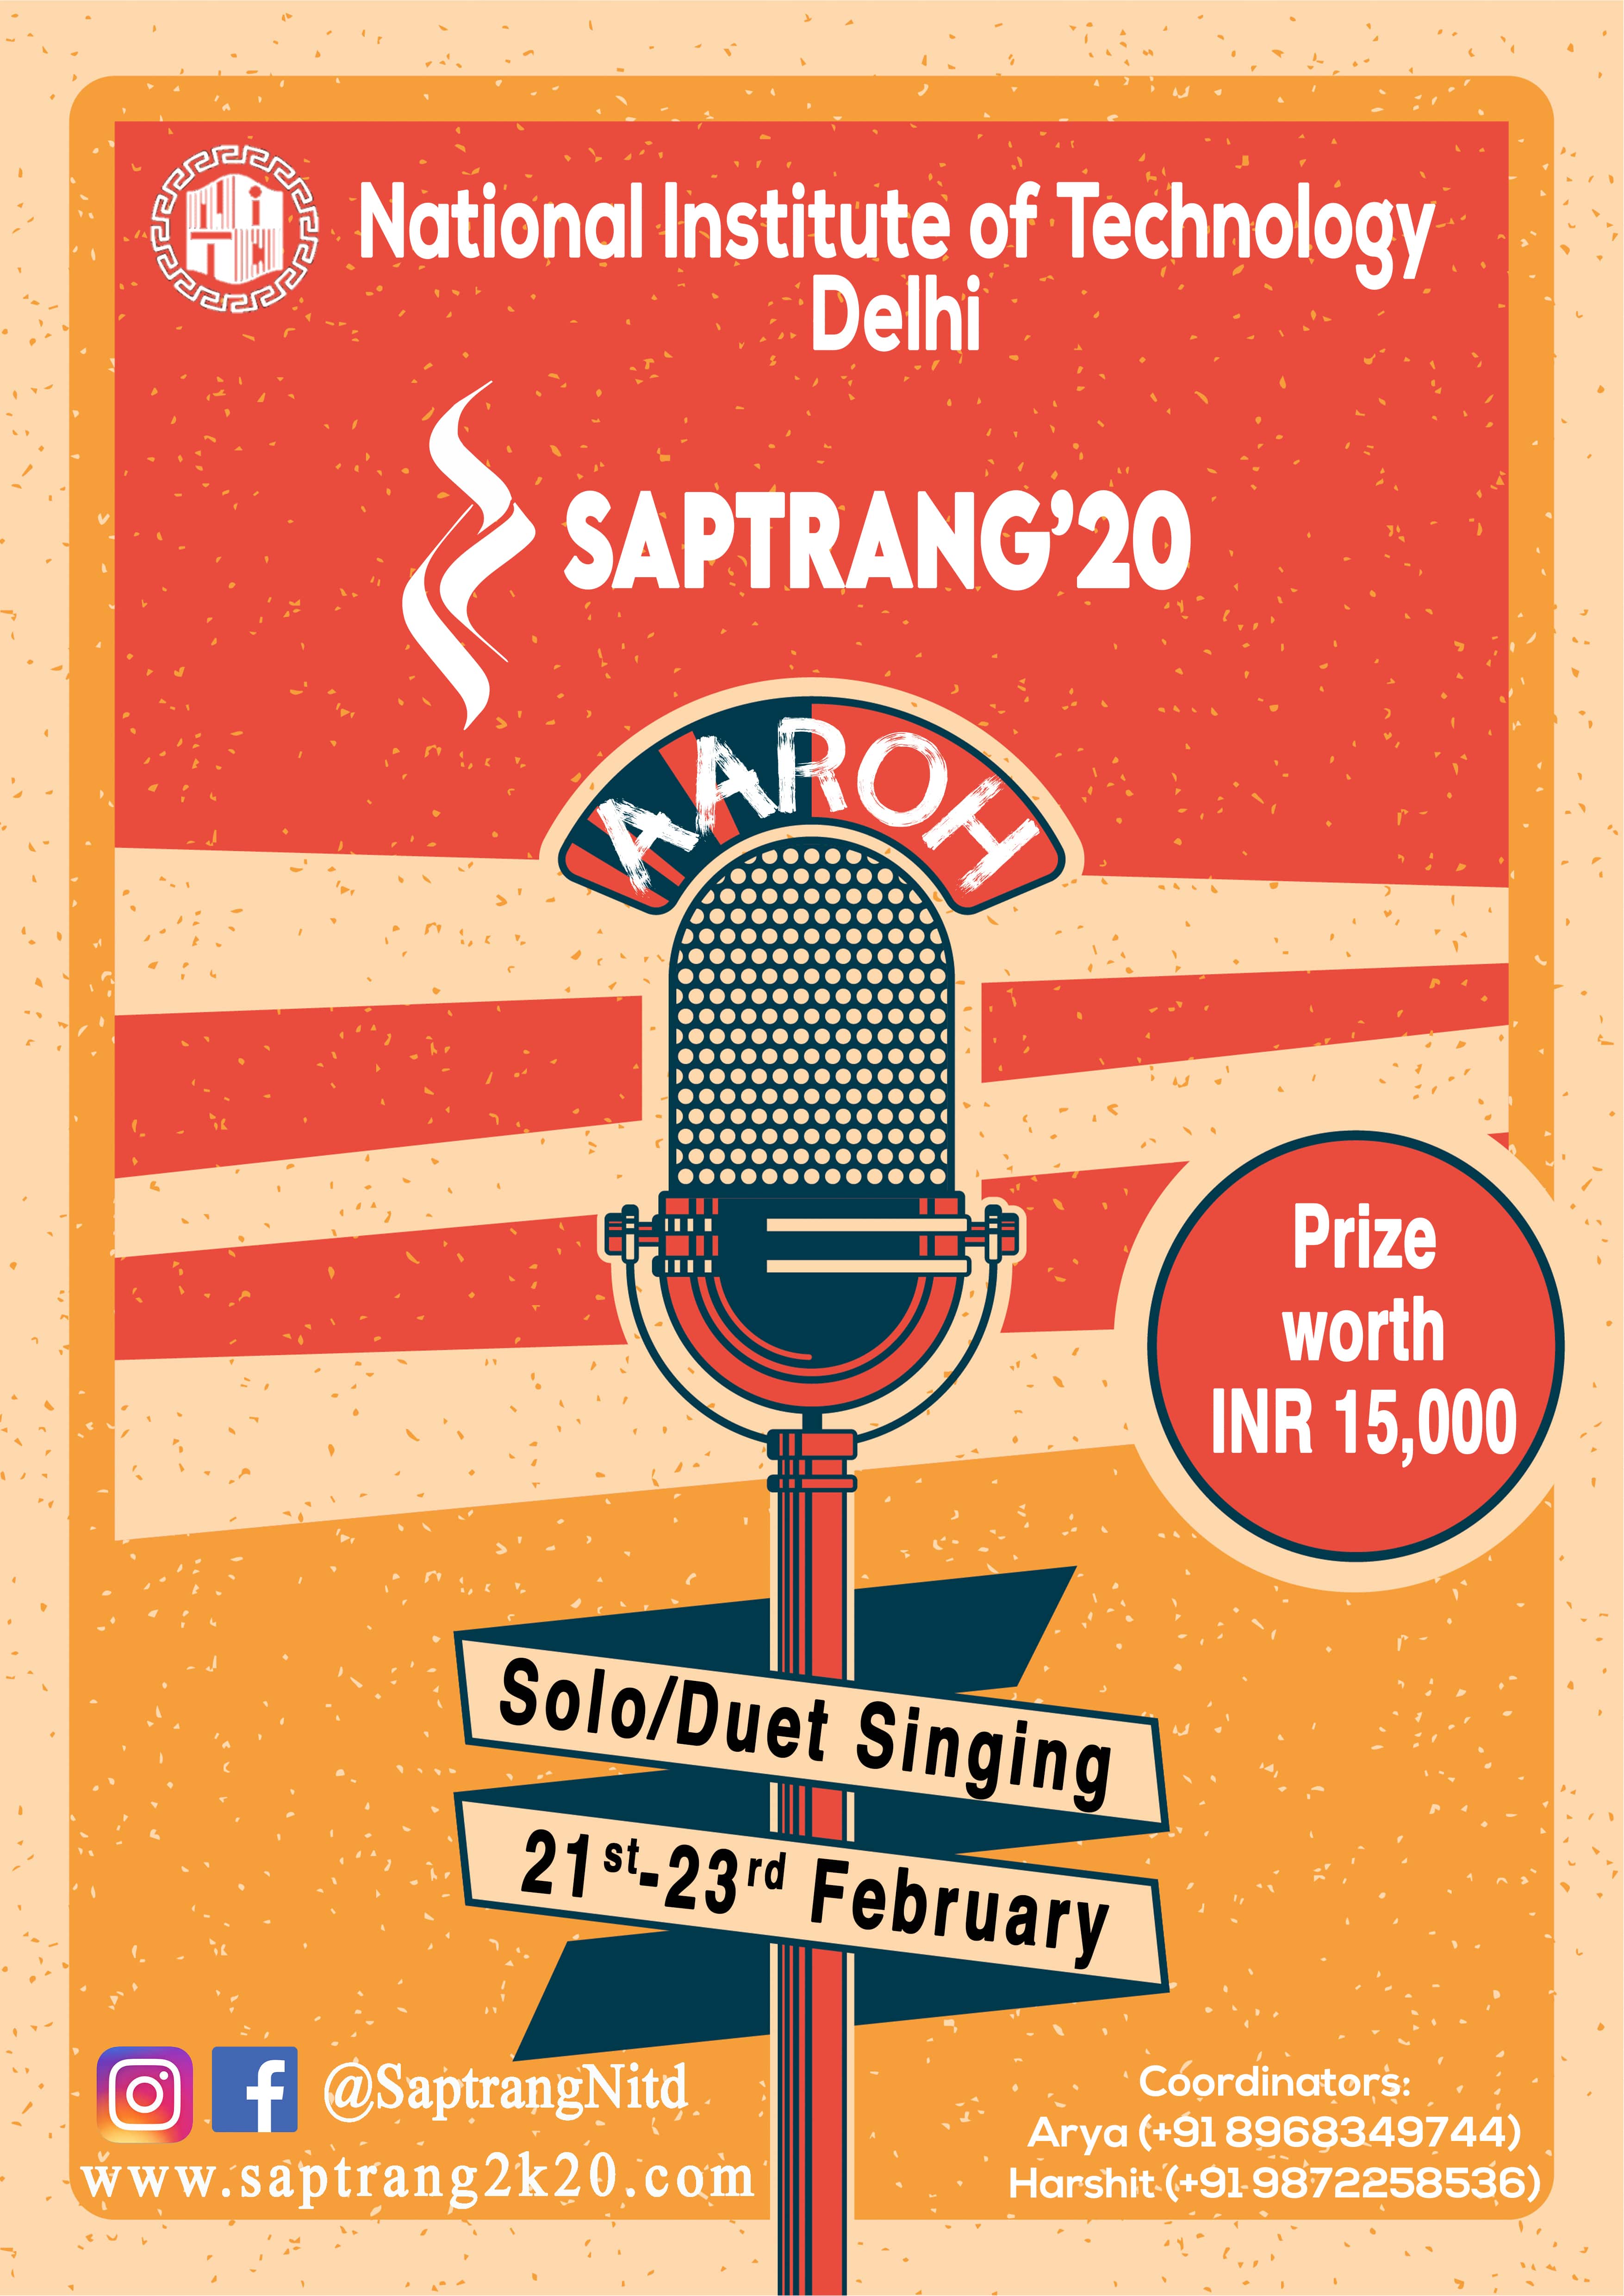 National Institute of Technology
Delhi
SAPTRANG'20
AAROH
Prize
worth
INR 15,000
Solo/Duet Singing
21st-23rd February
@SaptrangNitd
www.saptrang2k20.com
Coordinators:
Arya (+91 8968349744)
Harshit (+91 9872258536)